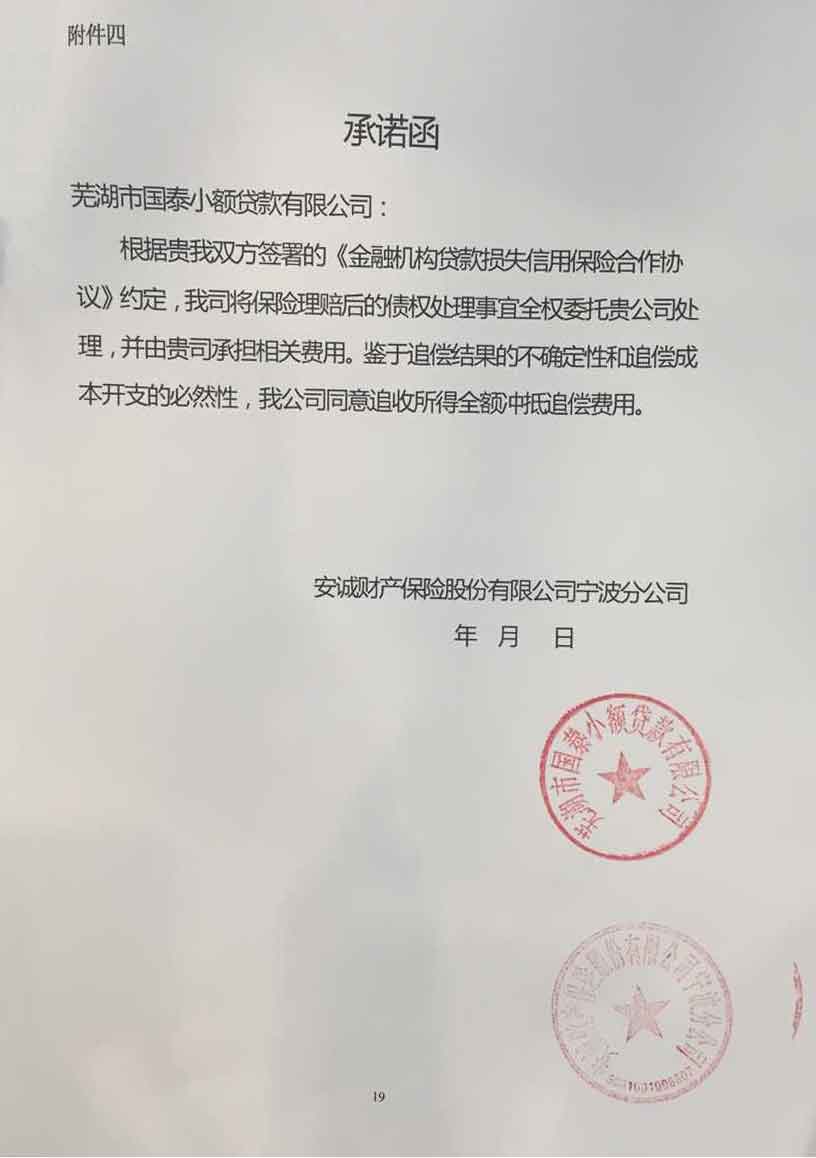 附件四
承诺函
芜湖市国泰小额贷款有限公司：
根据贵我双方签署的《金融机构贷款损失信用保险合作协
议》约定，我司将保险理赔后的债权处理事宜全权委托贵公司处
理，并由贵司承担相关费用。鉴于追偿结果的不确定性和追偿成
本开支的必然性，我公司同意追收所得全额冲抵追偿费用。
安诚财产保险股份有限公司宁波分公司
年 月 日
芜湖市国泰小额贷款有限公司
股份有限公司宁波分公司
19